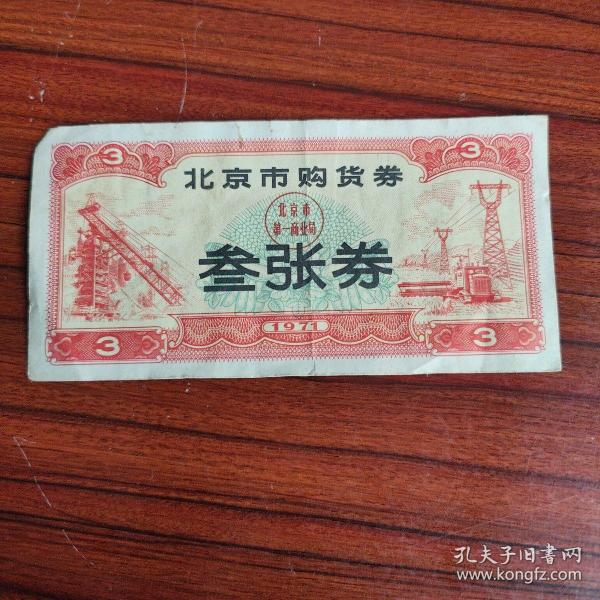 3 3
北京市购货券
北京市
第一商业局
叁张券
1971
3 3
孔夫子旧書网
www.kongfz.com